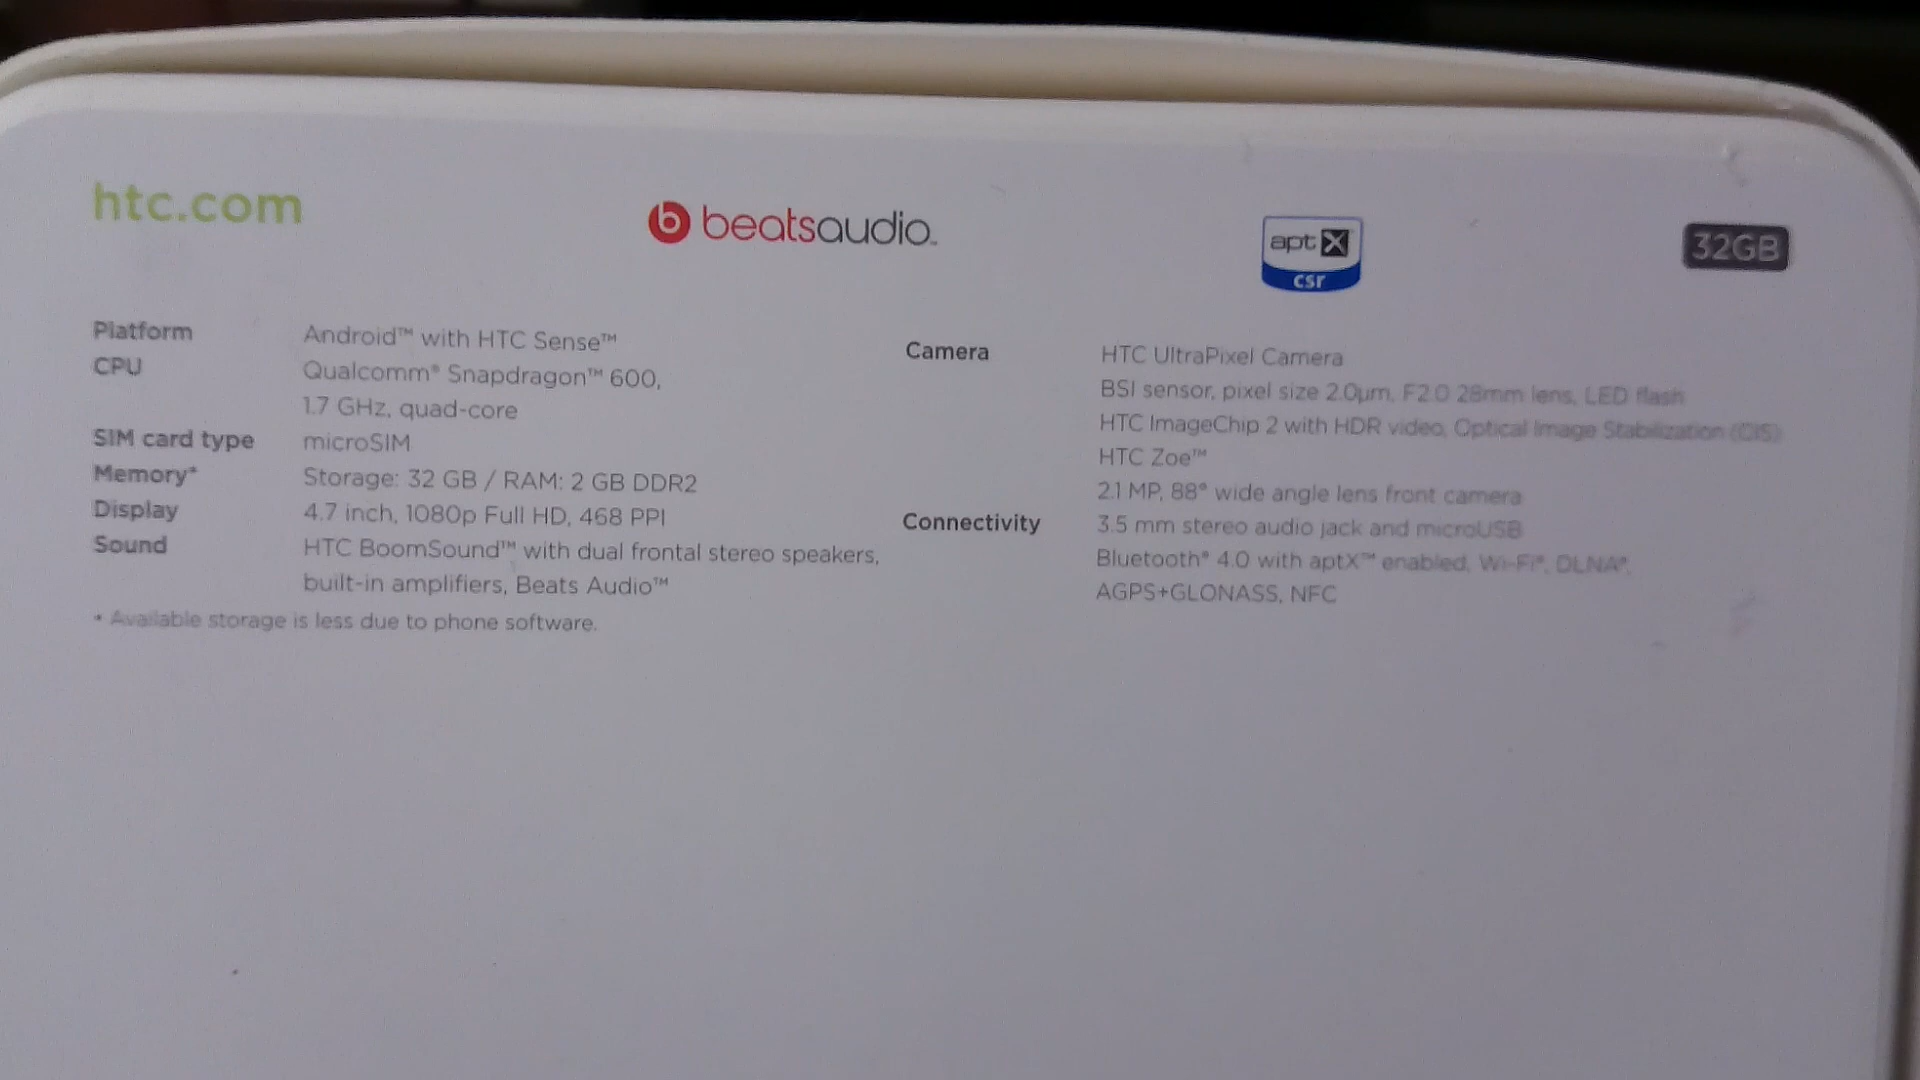 htc.com
beatsaudio™
aptX
csr
32GB
Platform Android™ with HTC Sense™
CPU Qualcomm® Snapdragon™ 600,
1.7 GHz, quad-core
SIM card type microSIM
Memory* Storage: 32 GB / RAM: 2 GB DDR2
Display 4.7 inch, 1080p Full HD, 468 PPI
Sound HTC BoomSound™ with dual frontal stereo speakers,
built-in amplifiers, Beats Audio™
* Available storage is less due to phone software.
Camera HTC UltraPixel Camera
BSI sensor, pixel size 2.0µm, F2.0 28mm lens, LED flash
HTC ImageChip 2 with HDR video, Optical Image Stabilization (OIS)
HTC Zoe™
2.1 MP, 88° wide angle lens front camera
Connectivity 3.5 mm stereo audio jack and microUSB
Bluetooth® 4.0 with aptX™ enabled, Wi-Fi®, DLNA®,
AGPS+GLONASS, NFC